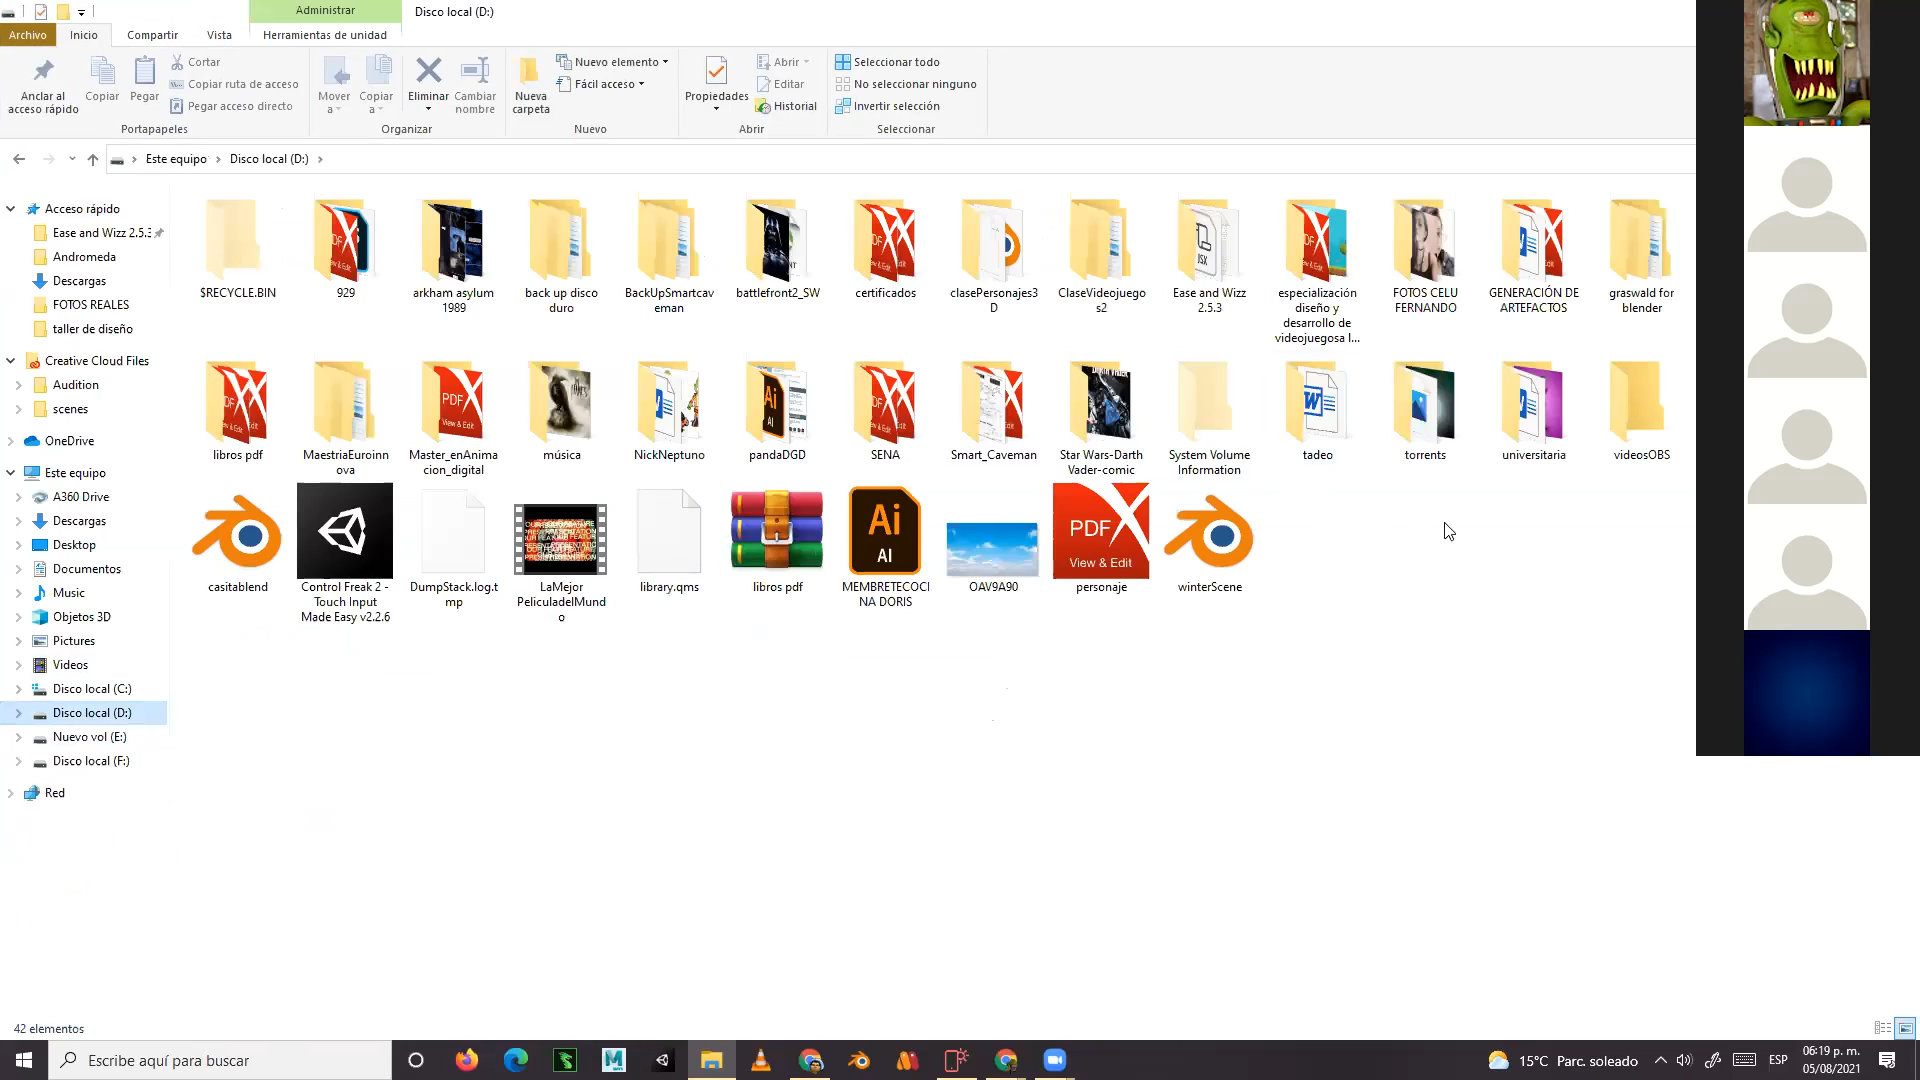 Administrar
Disco local (D:)
Archivo
Inicio
Compartir
Vista
Herramientas de unidad
Anclar al
acceso rápido
Copiar
Pegar
Cortar
Copiar ruta de acceso
Pegar acceso directo
Portapapeles
Mover
a
Copiar
a
Eliminar
Cambiar
nombre
Organizar
Nueva
carpeta
Nuevo elemento
Fácil acceso
Nuevo
Propiedades
Abrir
Editar
Historial
Abrir
Seleccionar todo
No seleccionar ninguno
Invertir selección
Seleccionar
Este equipo
Disco local (D:)
Acceso rápido
Ease and Wizz 2.5.3
Andromeda
Descargas
FOTOS REALES
taller de diseño
Creative Cloud Files
Audition
scenes
OneDrive
Este equipo
A360 Drive
Descargas
Desktop
Documentos
Music
Objetos 3D
Pictures
Videos
Disco local (C:)
Disco local (D:)
Nuevo vol (E:)
Disco local (F:)
Red
$RECYCLE.BIN
929
arkham asylum
1989
back up disco
duro
BackUpSmartcav
eman
battlefront2_SW
certificados
clasePersonajes3
D
ClaseVideojuego
s2
Ease and Wizz
2.5.3
especialización
diseño y
desarrollo de
videojuegosa l...
FOTOS CELU
FERNANDO
GENERACIÓN DE
ARTEFACTOS
graswald for
blender
libros pdf
MaestriaEuroinn
ova
Master_enAnima
cion_digital
música
NickNeptuno
pandaDGD
SENA
Smart_Caveman
Star Wars-Darth
Vader-comic
System Volume
Information
tadeo
torrents
universitaria
videosOBS
Ai
AI
PDF
View & Edit
casitablend
Control Freak 2 -
Touch Input
Made Easy v2.2.6
DumpStack.log.t
mp
LaMejor
PeliculadelMund
o
library.qms
libros pdf
MEMBRETECOCI
NA DORIS
OAV9A90
personaje
winterScene
42 elementos
Escribe aquí para buscar
15°C Parc. soleado
ESP
06:19 p. m.
05/08/2021